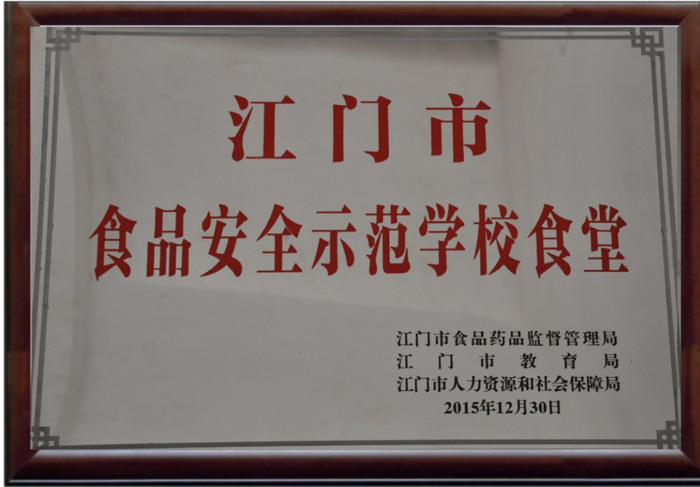 江门市
食品安全示范学校食堂
江门市食品药品监督管理局
江门市教育局
江门市人力资源和社会保障局
2015年12月30日